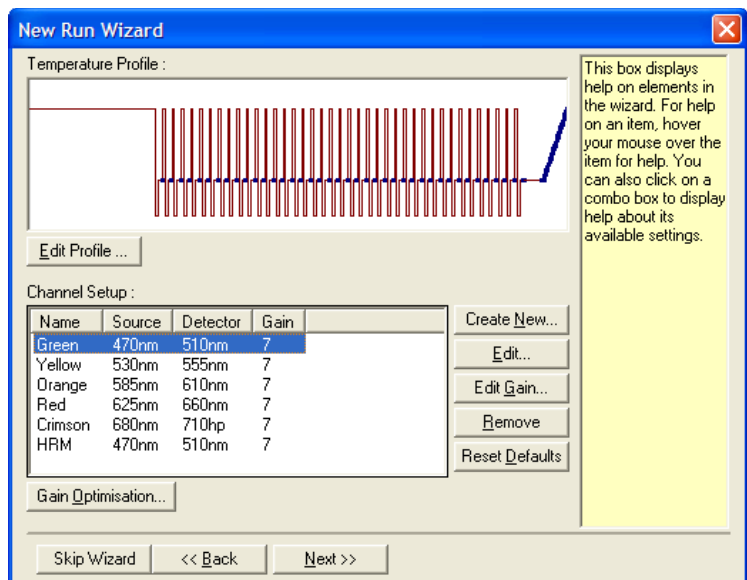 New Run Wizard
Temperature Profile :
Edit Profile ...
Channel Setup :
Name Source Detector Gain
Green 470nm 510nm 7
Yellow 530nm 555nm 7
Orange 585nm 610nm 7
Red 625nm 660nm 7
Crimson 680nm 710hp 7
HRM 470nm 510nm 7
Create New...
Edit...
Edit Gain...
Remove
Reset Defaults
Gain Optimisation...
This box displays
help on elements in
the wizard. For help
on an item, hover
your mouse over the
item for help. You
can also click on a
combo box to display
help about its
available settings.
Skip Wizard
<< Back
Next >>